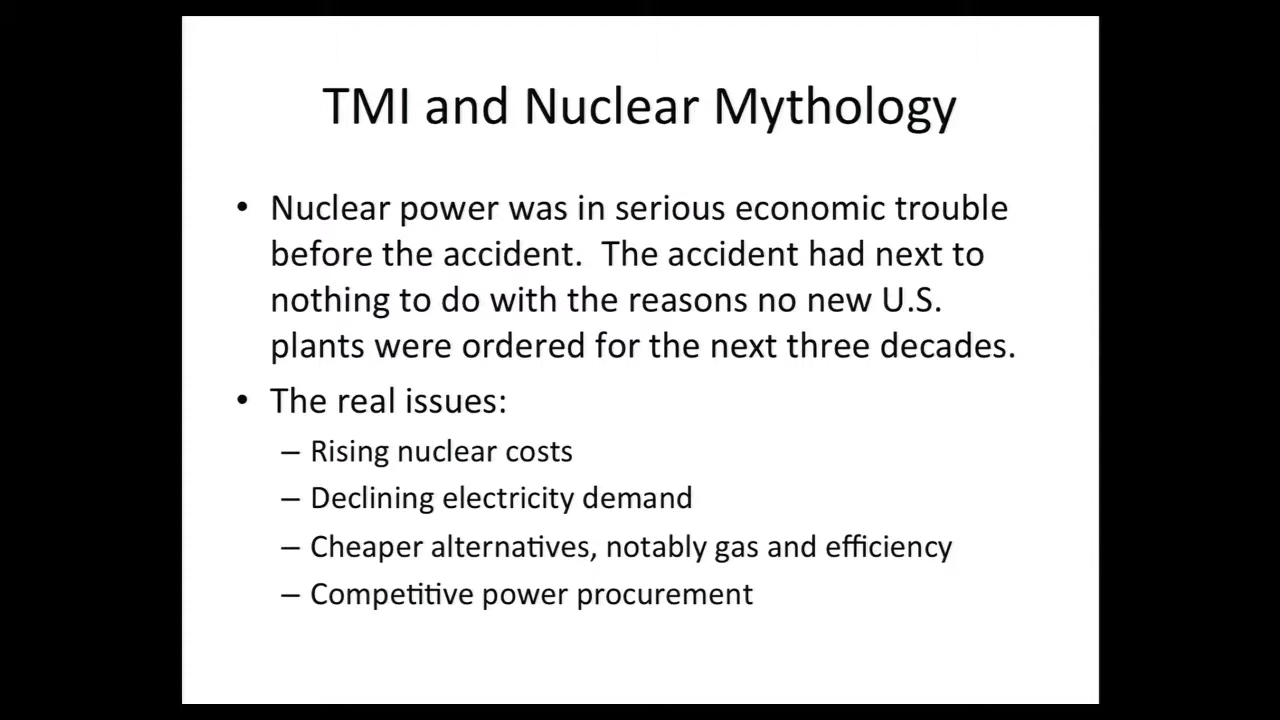 TMI and Nuclear Mythology
• Nuclear power was in serious economic trouble
before the accident.  The accident had next to
nothing to do with the reasons no new U.S.
plants were ordered for the next three decades.
• The real issues:
– Rising nuclear costs
– Declining electricity demand
– Cheaper alternatives, notably gas and efficiency
– Competitive power procurement